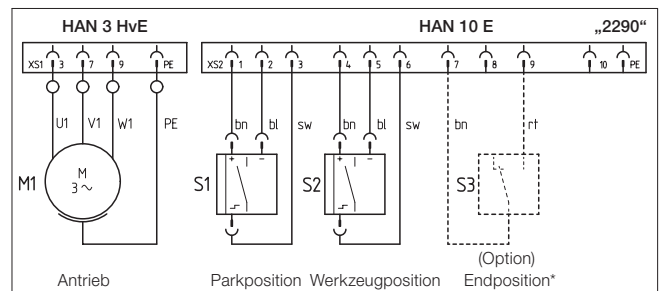 HAN 3 HvE HAN 10 E „2290“
XS1 3 7 9 PE XS2 1 2 3 4 5 6 7 8 9 10 PE
U1 V1 W1 PE bn bl sw bn bl sw bn rt
M1 M 3~ S1 + − S2 + − S3
(Option)
Antrieb Parkposition Werkzeugposition Endposition*